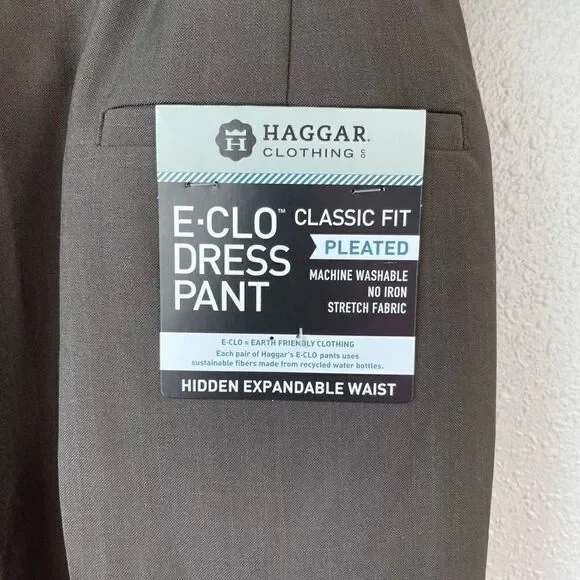 H
HAGGAR®
CLOTHING CO
E·CLO™ DRESS PANT
CLASSIC FIT
PLEATED
MACHINE WASHABLE
NO IRON
STRETCH FABRIC
E-CLO = EARTH FRIENDLY CLOTHING
Each pair of Haggar's E-CLO pants uses
sustainable fibers made from recycled water bottles.
HIDDEN EXPANDABLE WAIST